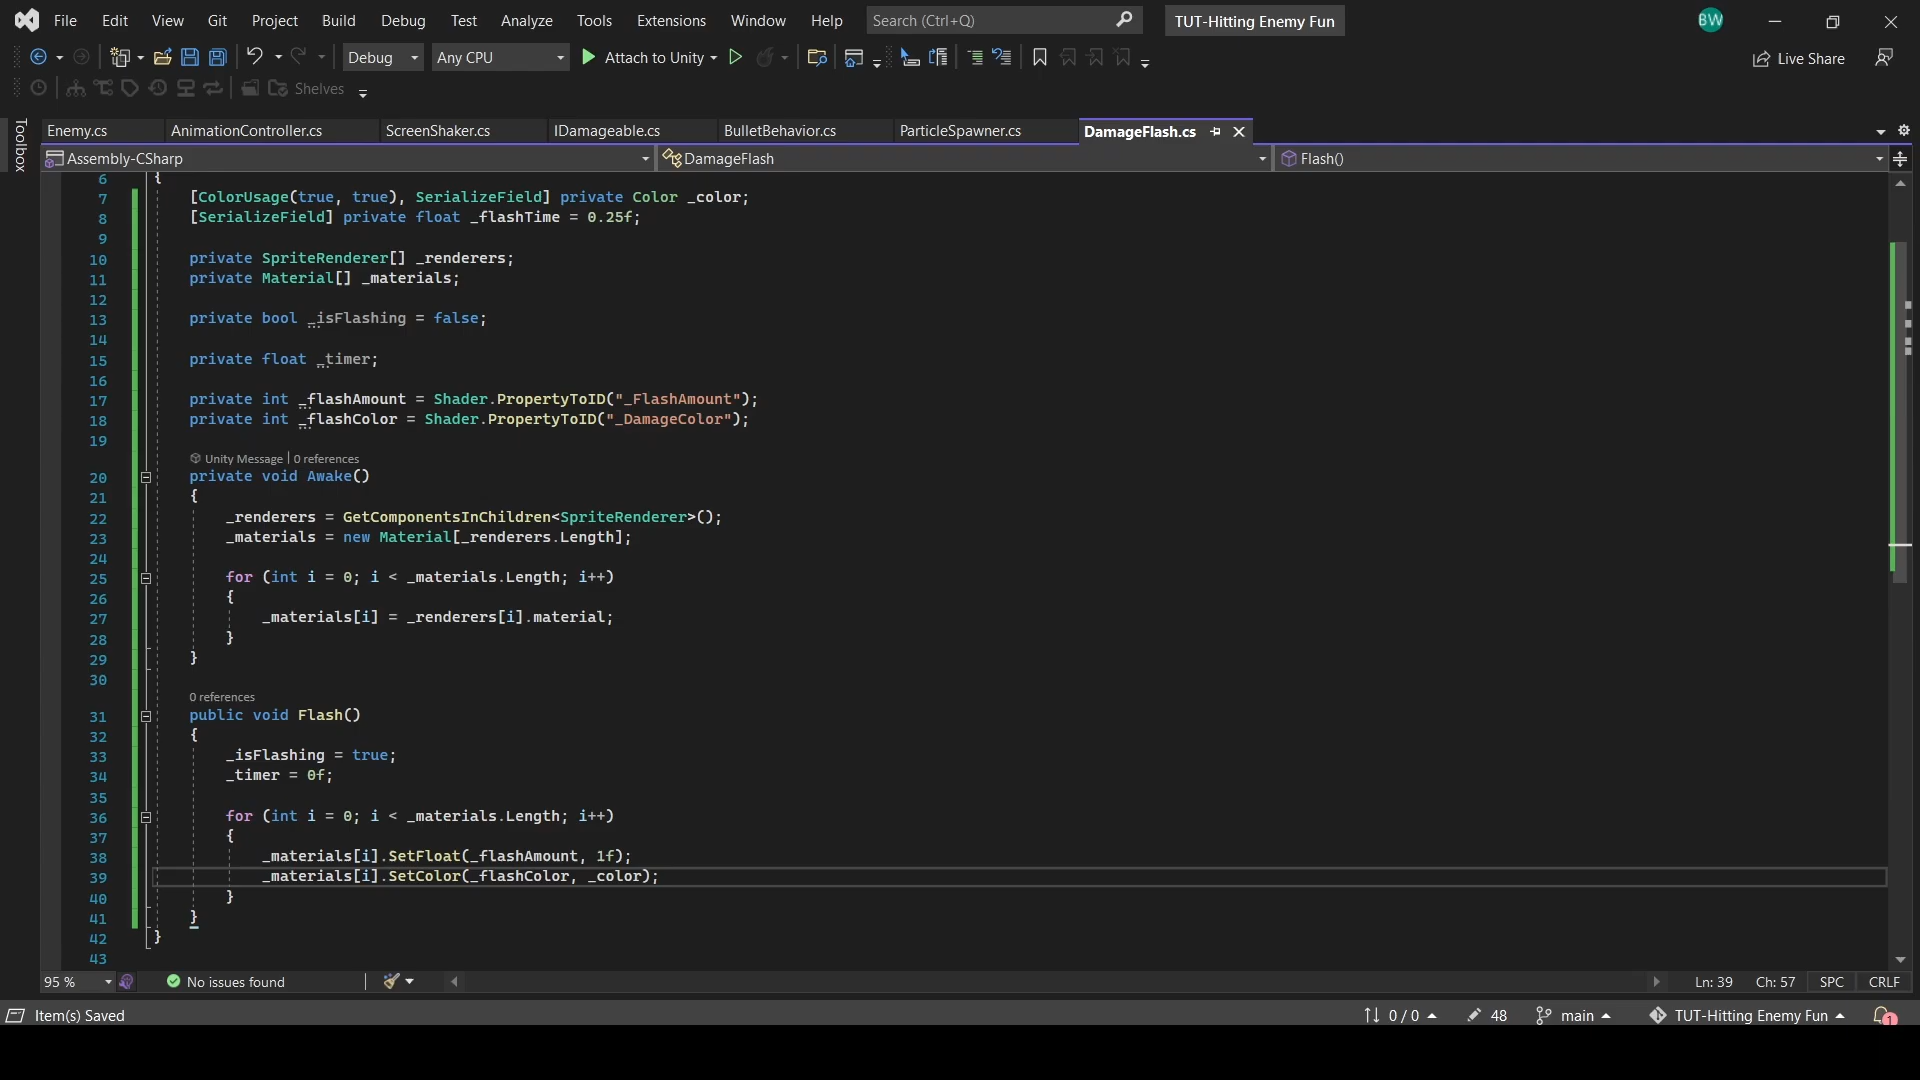 File Edit View Git Project Build Debug Test Analyze Tools Extensions Window Help Search (Ctrl+Q) TUT-Hitting Enemy Fun BW
Debug Any CPU Attach to Unity Live Share
Shelves
Toolbox
Enemy.cs AnimationController.cs ScreenShaker.cs IDamageable.cs BulletBehavior.cs ParticleSpawner.cs DamageFlash.cs
Assembly-CSharp DamageFlash Flash()
6 {
7 [ColorUsage(true, true), SerializeField] private Color _color;
8 [SerializeField] private float _flashTime = 0.25f;
9
10 private SpriteRenderer[] _renderers;
11 private Material[] _materials;
12
13 private bool _isFlashing = false;
14
15 private float _timer;
16
17 private int _flashAmount = Shader.PropertyToID("_FlashAmount");
18 private int _flashColor = Shader.PropertyToID("_DamageColor");
19
Unity Message | 0 references
20 private void Awake()
21 {
22 _renderers = GetComponentsInChildren<SpriteRenderer>();
23 _materials = new Material[_renderers.Length];
24
25 for (int i = 0; i < _materials.Length; i++)
26 {
27 _materials[i] = _renderers[i].material;
28 }
29 }
30
0 references
31 public void Flash()
32 {
33 _isFlashing = true;
34 _timer = 0f;
35
36 for (int i = 0; i < _materials.Length; i++)
37 {
38 _materials[i].SetFloat(_flashAmount, 1f);
39 _materials[i].SetColor(_flashColor, _color);
40 }
41 }
42 }
43
95 % No issues found Ln: 39 Ch: 57 SPC CRLF
Item(s) Saved 0 / 0 48 main TUT-Hitting Enemy Fun 1